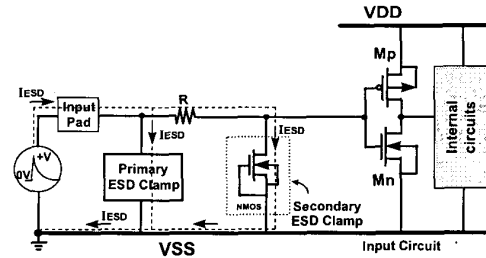 VDD
Mp
IESD
Input
Pad
R
IESD
IESD
+V
0V
Primary
ESD Clamp
NMOS
Mn
Internal
circuits
Secondary
ESD Clamp
IESD
VSS
Input Circuit